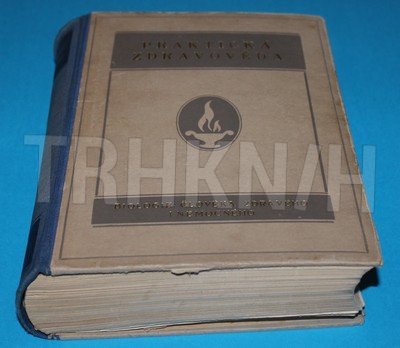 PRAKTICKÁ
ZDRAVOVĚDA
TRHKNIH
BIOLOGIE ČLOVĚKA ZDRAVÉHO
I NEMOCNÉHO